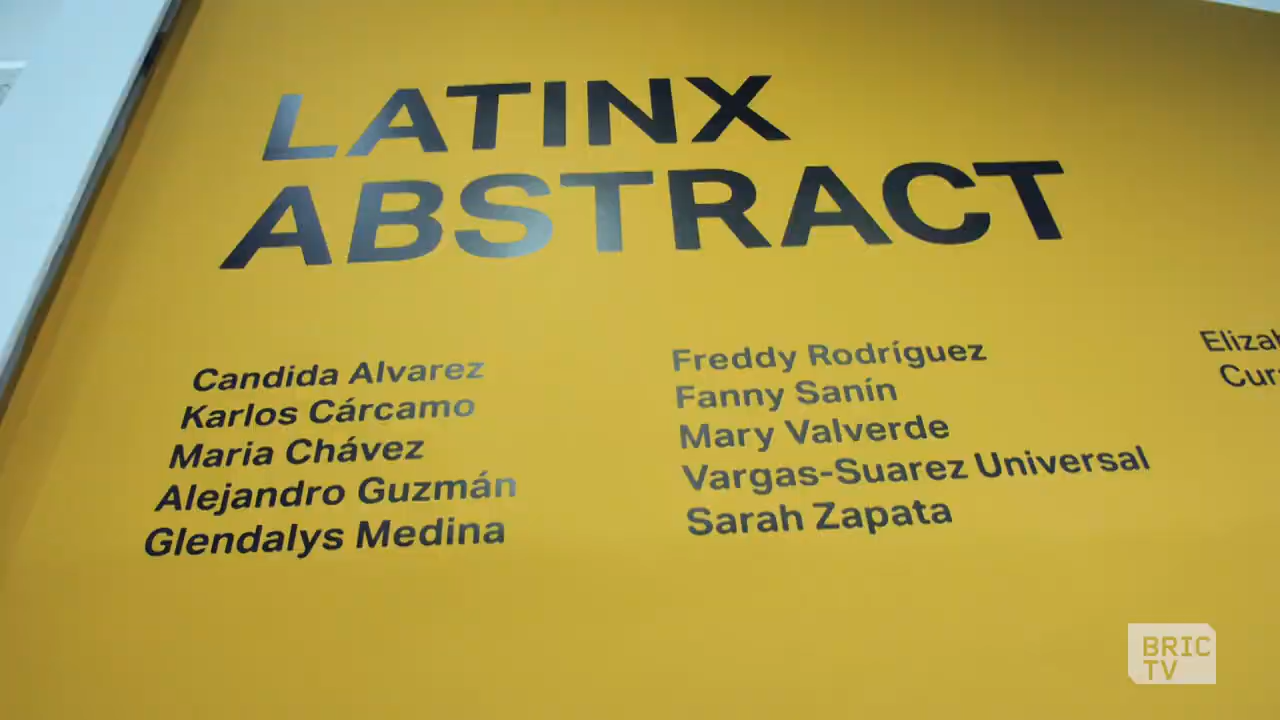 LATINX
ABSTRACT
Candida Alvarez
Karlos Cárcamo
Maria Chávez
Alejandro Guzmán
Glendalys Medina
Freddy Rodríguez
Fanny Sanín
Mary Valverde
Vargas-Suarez Universal
Sarah Zapata
BRIC
TV